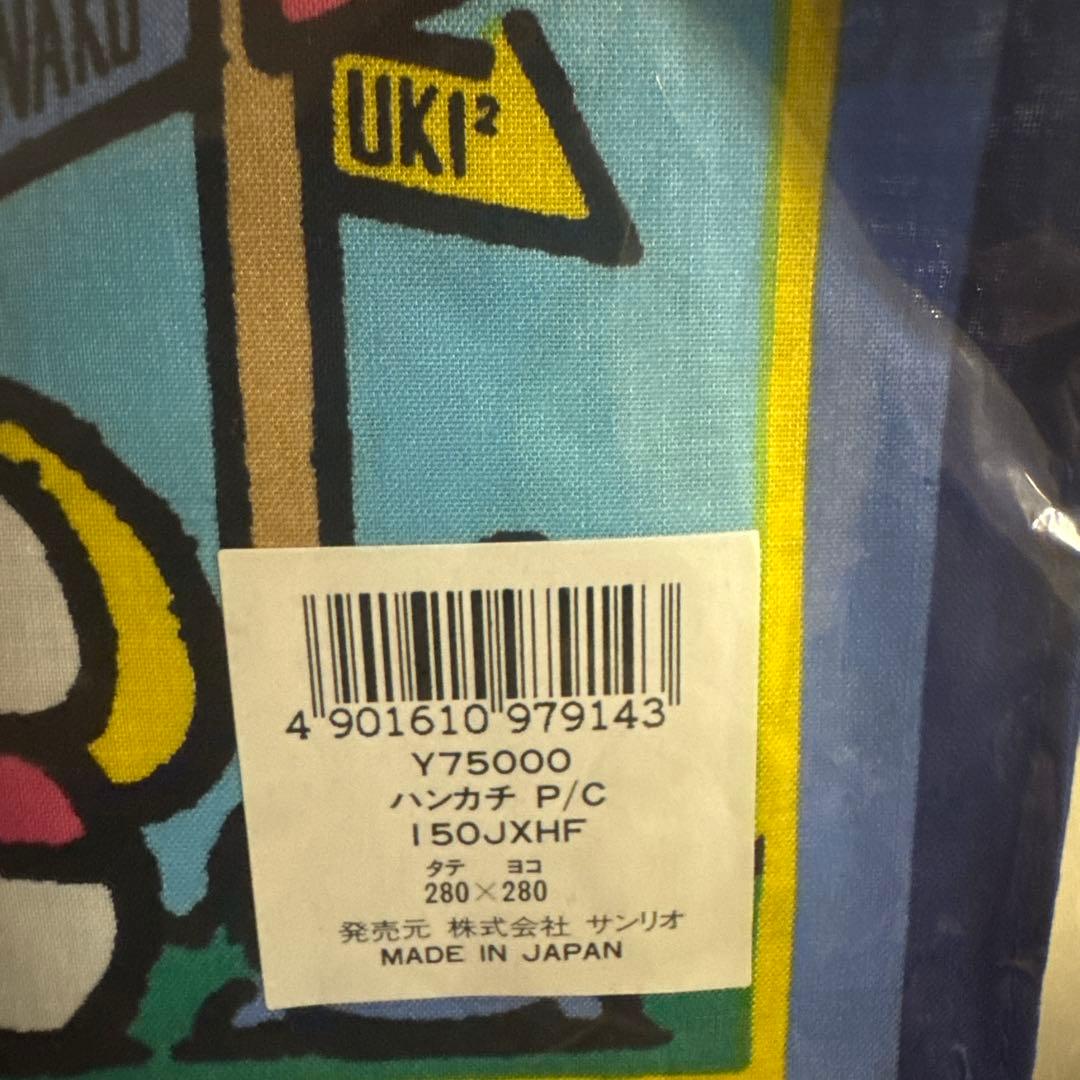 UKI²
4 901610 979143
Y75000
ハンカチ P/C
150JXHF
タテ ヨコ
280×280
発売元 株式会社 サンリオ
MADE IN JAPAN